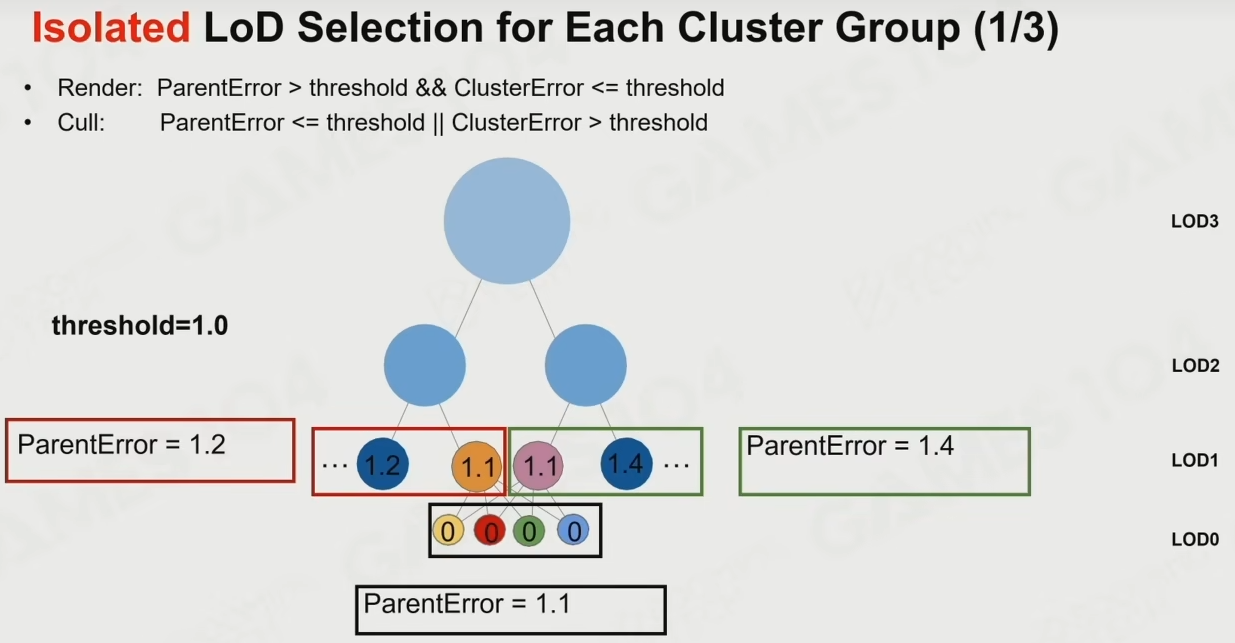 Isolated LoD Selection for Each Cluster Group (1/3)
• Render: ParentError > threshold && ClusterError <= threshold
• Cull: ParentError <= threshold || ClusterError > threshold
LOD3
threshold=1.0
LOD2
ParentError = 1.2
... 1.2 1.1 1.1 1.4 ...
ParentError = 1.4
LOD1
0 0 0 0
LOD0
ParentError = 1.1
GAMES104